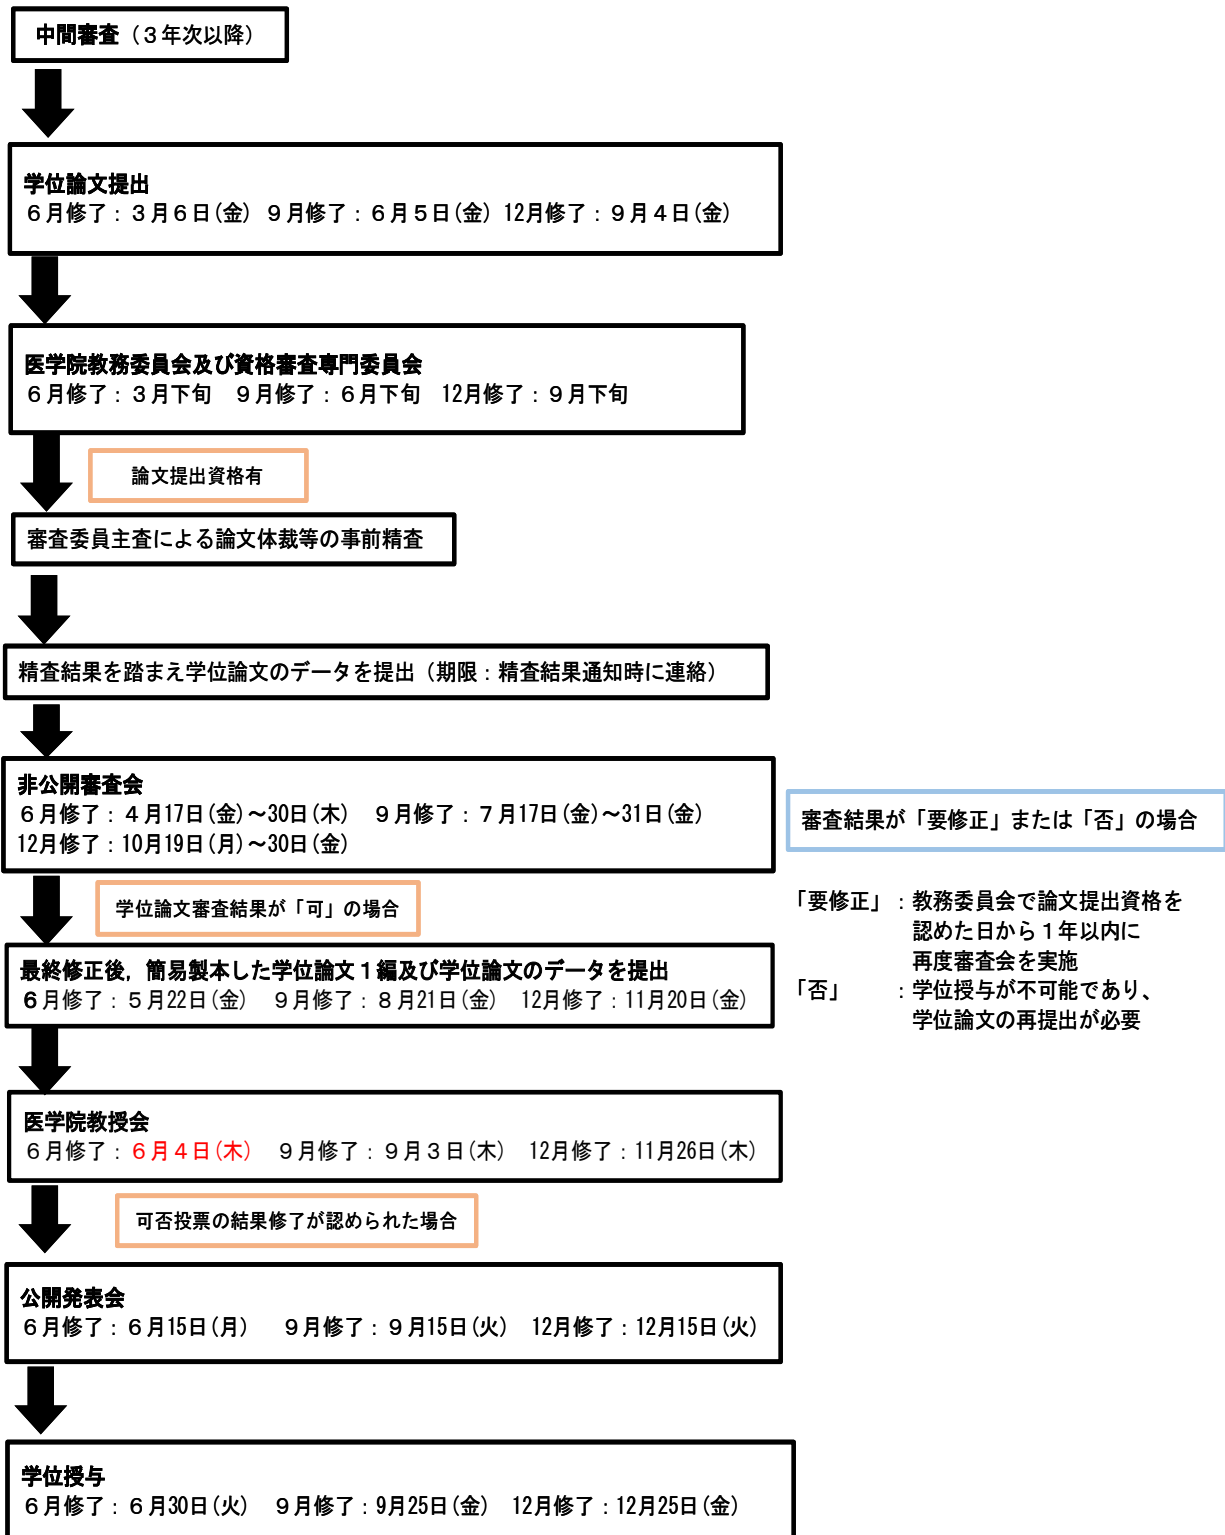 中間審査（３年次以降）
学位論文提出
６月修了：３月６日(金) ９月修了：６月５日(金) 12月修了：９月４日(金)
医学院教務委員会及び資格審査専門委員会
６月修了：３月下旬　９月修了：６月下旬　12月修了：９月下旬
論文提出資格有
審査委員主査による論文体裁等の事前精査
精査結果を踏まえ学位論文のデータを提出（期限：精査結果通知時に連絡）
非公開審査会
６月修了：４月17日(金)～30日(木)　９月修了：７月17日(金)～31日(金)
12月修了：10月19日(月)～30日(金)
審査結果が「要修正」または「否」の場合
学位論文審査結果が「可」の場合
「要修正」：教務委員会で論文提出資格を
認めた日から１年以内に
再度審査会を実施
「否」　　：学位授与が不可能であり、
学位論文の再提出が必要
最終修正後，簡易製本した学位論文１編及び学位論文のデータを提出
６月修了：５月22日(金)　９月修了：８月21日(金)　12月修了：11月20日(金)
医学院教授会
６月修了：６月４日(木)　９月修了：９月３日(木)　12月修了：11月26日(木)
可否投票の結果修了が認められた場合
公開発表会
６月修了：６月15日(月)　９月修了：９月15日(火)　12月修了：12月15日(火)
学位授与
６月修了：６月30日(火)　９月修了：9月25日(金)　12月修了：12月25日(金)